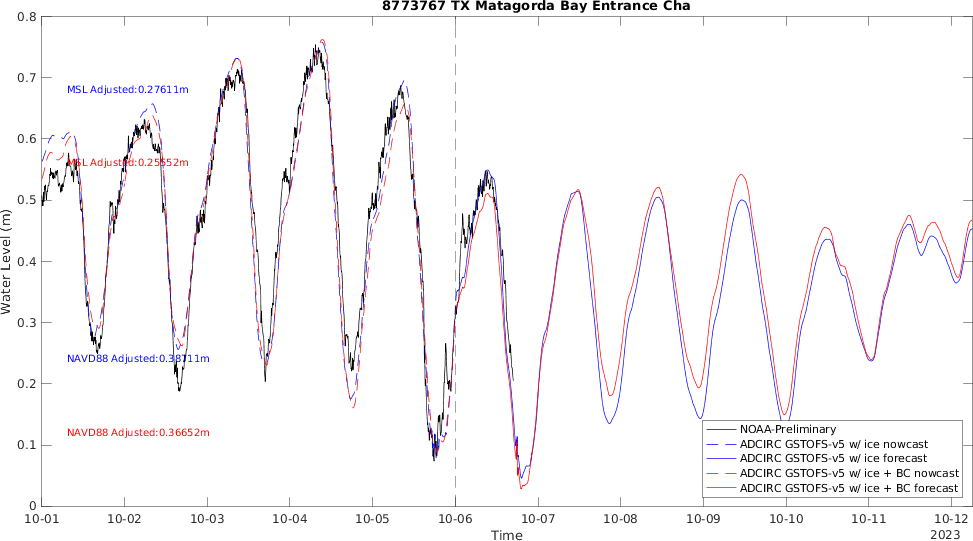 8773767 TX Matagorda Bay Entrance Cha
0.8
0.7
0.6
0.5
0.4
0.3
0.2
0.1
0
Water Level (m)
MSL Adjusted:0.27611m
MSL Adjusted:0.25552m
NAVD88 Adjusted:0.38711m
NAVD88 Adjusted:0.36652m
NOAA-Preliminary
ADCIRC GSTOFS-v5 w/ ice nowcast
ADCIRC GSTOFS-v5 w/ ice forecast
ADCIRC GSTOFS-v5 w/ ice + BC nowcast
ADCIRC GSTOFS-v5 w/ ice + BC forecast
10-01 10-02 10-03 10-04 10-05 10-06 10-07 10-08 10-09 10-10 10-11 10-12
Time
2023